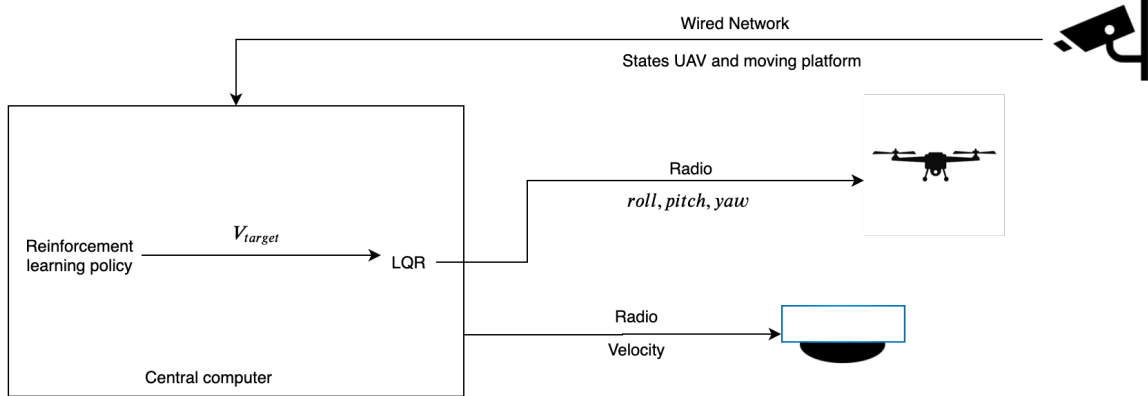 Wired Network
States UAV and moving platform
Radio
roll, pitch, yaw
Reinforcement
learning policy
V_target
LQR
Radio
Velocity
Central computer